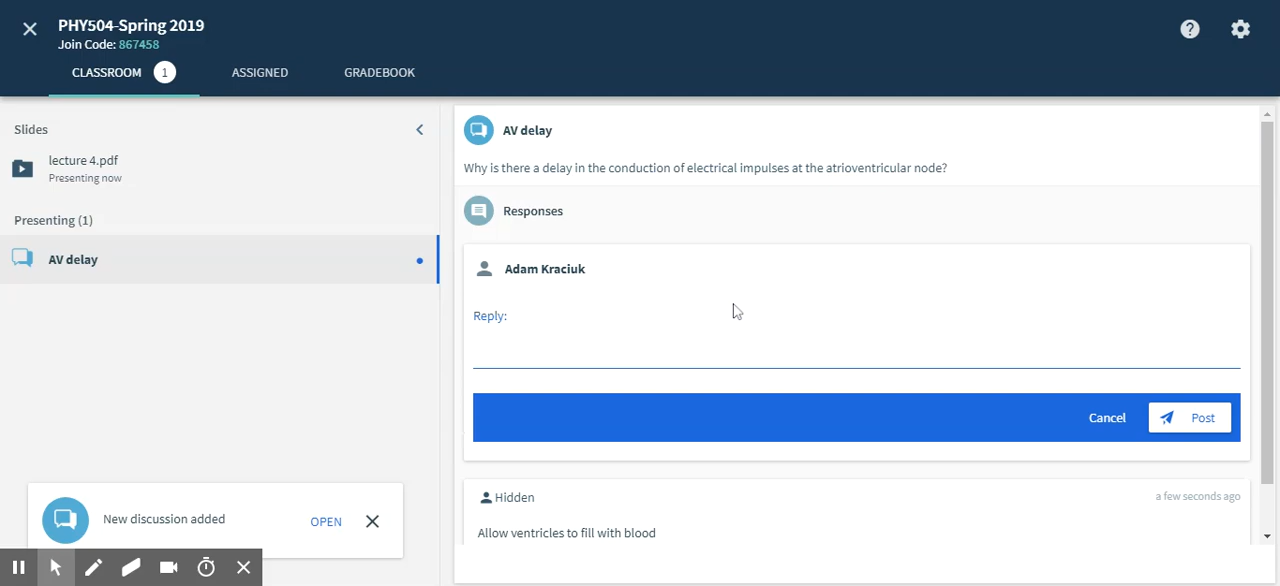 PHY504-Spring 2019
Join Code: 867458
CLASSROOM 1
ASSIGNED
GRADEBOOK
Slides
lecture 4.pdf
Presenting now
Presenting (1)
AV delay
New discussion added
OPEN
AV delay
Why is there a delay in the conduction of electrical impulses at the atrioventricular node?
Responses
Adam Kraciuk
Reply:
Cancel
Post
Hidden
a few seconds ago
Allow ventricles to fill with blood